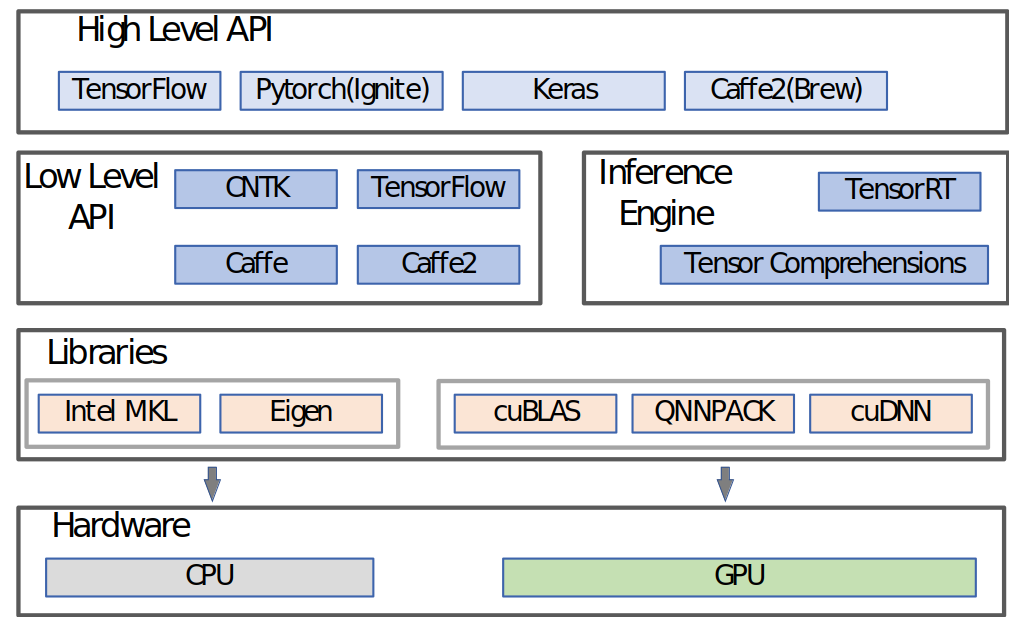 High Level API
TensorFlow
Pytorch(Ignite)
Keras
Caffe2(Brew)
Low Level
API
CNTK
TensorFlow
Caffe
Caffe2
Inference
Engine
TensorRT
Tensor Comprehensions
Libraries
Intel MKL
Eigen
cuBLAS
QNNPACK
cuDNN
Hardware
CPU
GPU